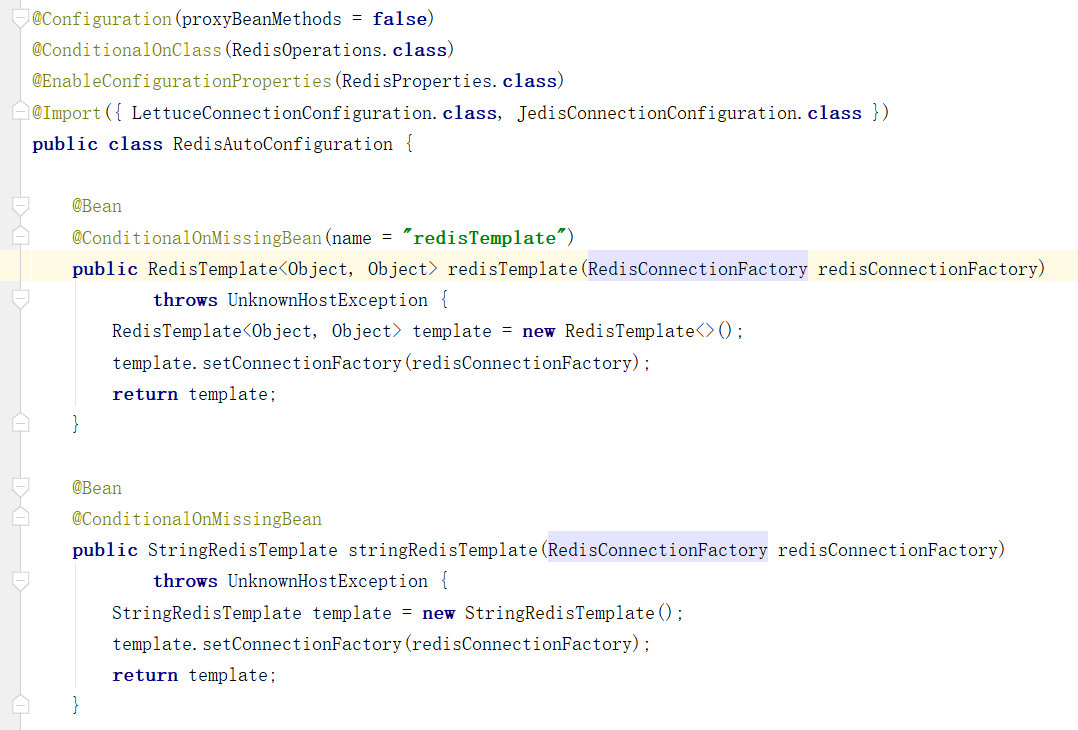 @Configuration(proxyBeanMethods = false)
@ConditionalOnClass(RedisOperations.class)
@EnableConfigurationProperties(RedisProperties.class)
@Import({ LettuceConnectionConfiguration.class, JedisConnectionConfiguration.class })
public class RedisAutoConfiguration {
@Bean
@ConditionalOnMissingBean(name = "redisTemplate")
public RedisTemplate<Object, Object> redisTemplate(RedisConnectionFactory redisConnectionFactory)
throws UnknownHostException {
RedisTemplate<Object, Object> template = new RedisTemplate<>();
template.setConnectionFactory(redisConnectionFactory);
return template;
}
@Bean
@ConditionalOnMissingBean
public StringRedisTemplate stringRedisTemplate(RedisConnectionFactory redisConnectionFactory)
throws UnknownHostException {
StringRedisTemplate template = new StringRedisTemplate();
template.setConnectionFactory(redisConnectionFactory);
return template;
}